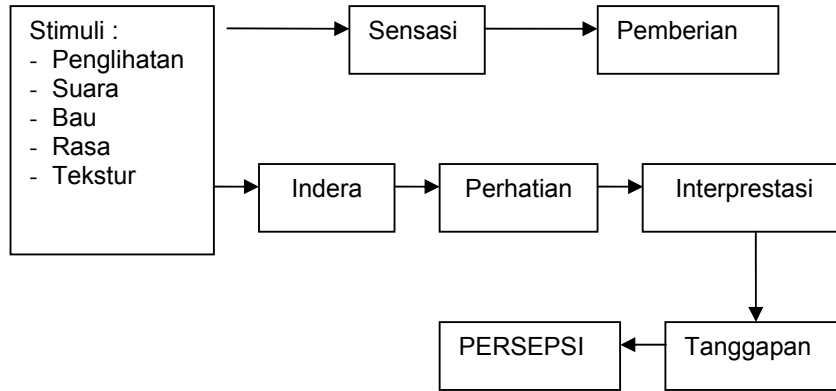 Stimuli :
- Penglihatan
- Suara
- Bau
- Rasa
- Tekstur
Sensasi
Pemberian
Indera
Perhatian
Interprestasi
PERSEPSI
Tanggapan